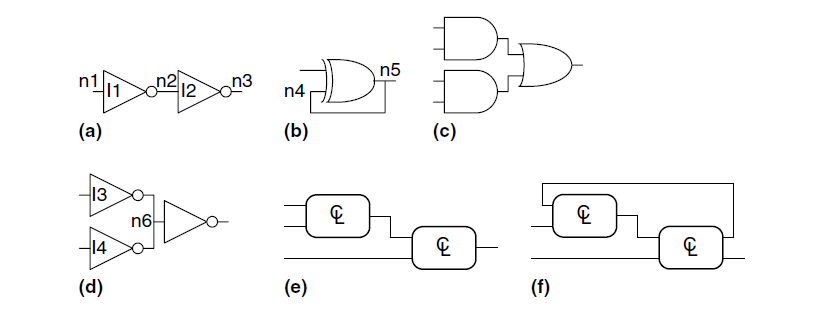 n1 I1 n2 I2 n3
n5
n4
(a) (b) (c)
I3
n6
I4
CL CL
CL CL
(d) (e) (f)